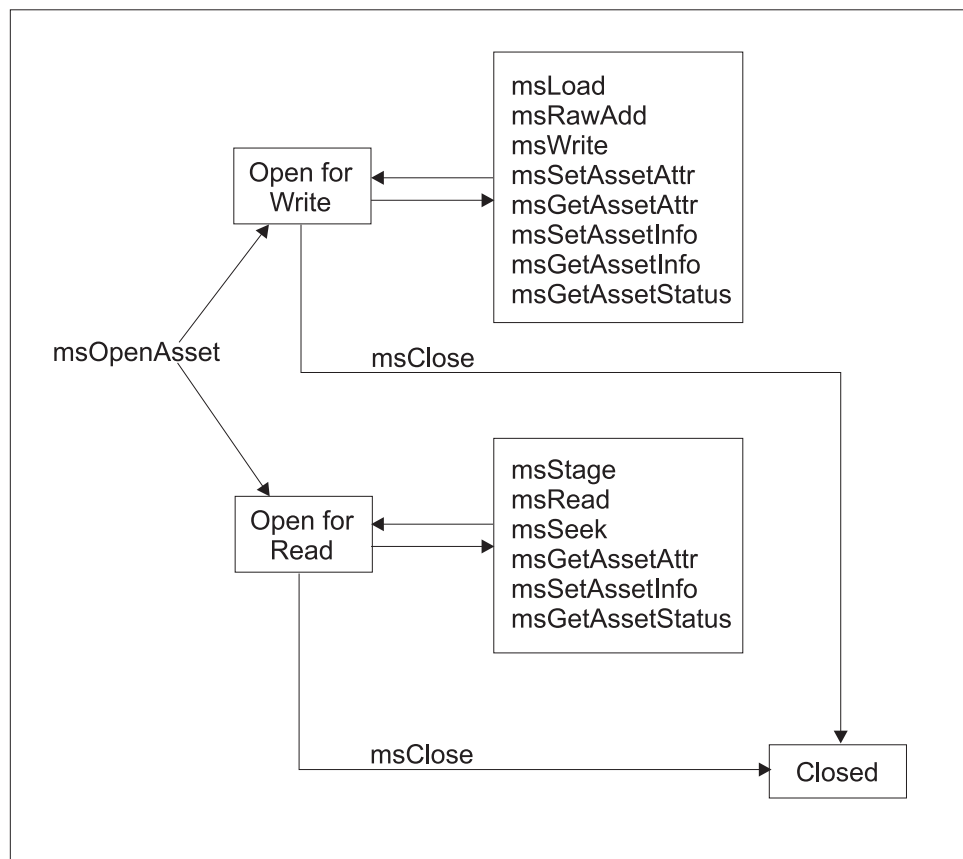 msLoad
msRawAdd
msWrite
msSetAssetAttr
msGetAssetAttr
msSetAssetInfo
msGetAssetInfo
msGetAssetStatus
Open for
Write
msOpenAsset
msClose
msStage
msRead
msSeek
msGetAssetAttr
msSetAssetInfo
msGetAssetStatus
Open for
Read
msClose
Closed